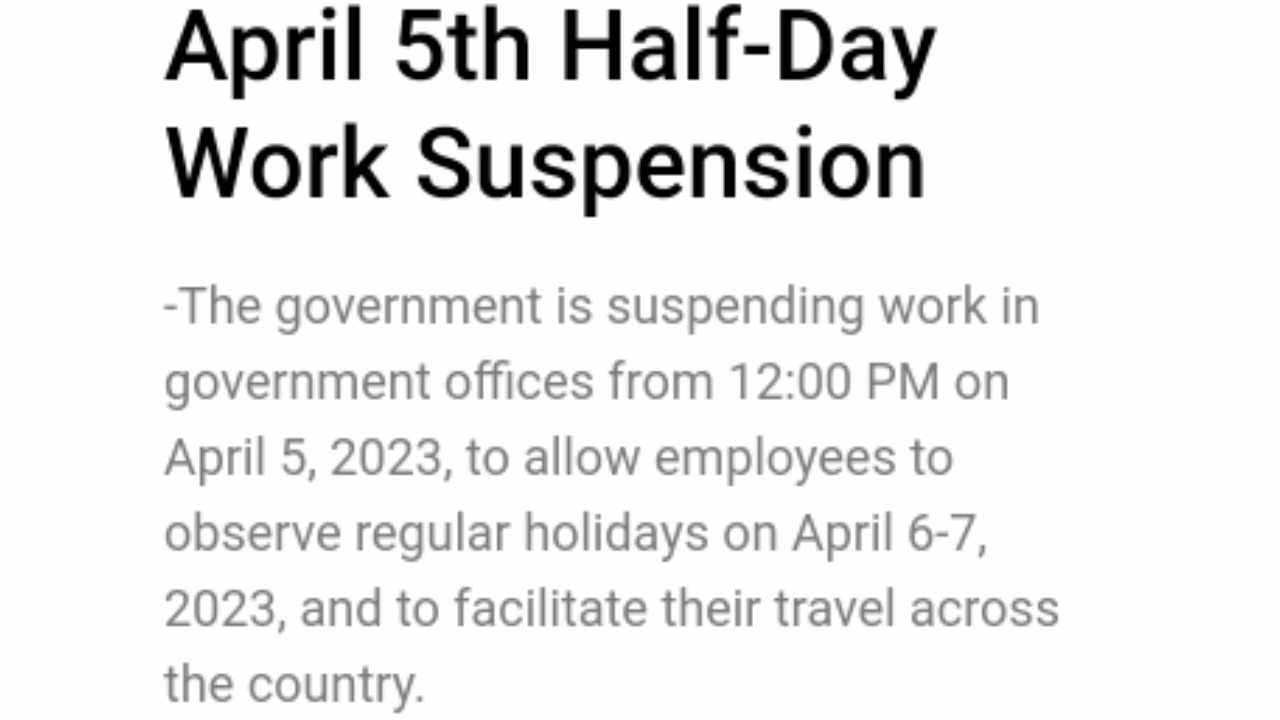 April 5th Half-Day
Work Suspension
-The government is suspending work in
government offices from 12:00 PM on
April 5, 2023, to allow employees to
observe regular holidays on April 6-7,
2023, and to facilitate their travel across
the country.